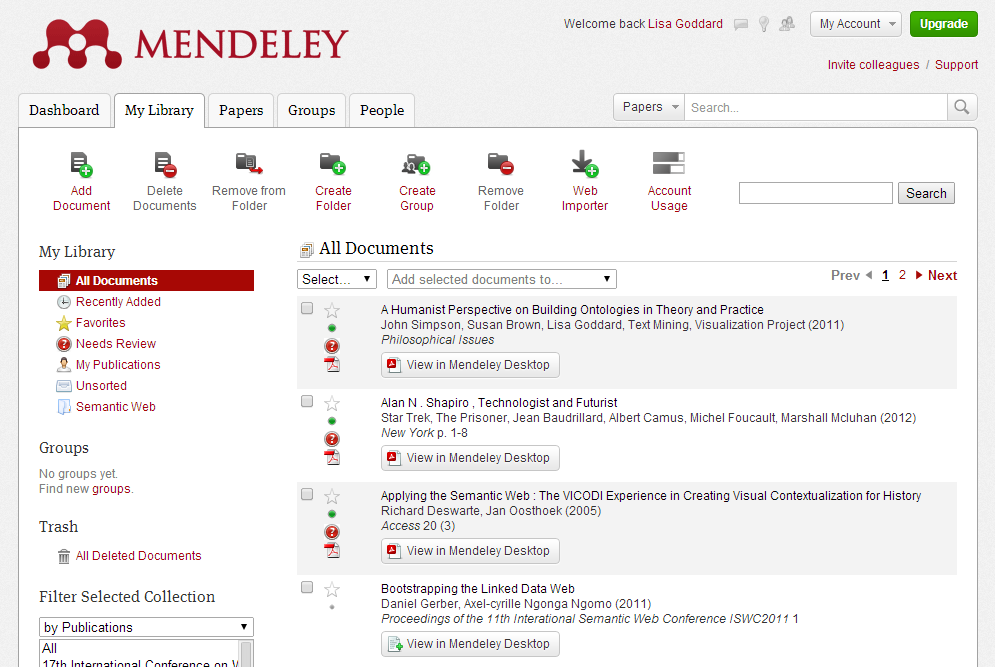 MENDELEY
Welcome back Lisa Goddard
My Account
Upgrade
Invite colleagues / Support
Dashboard
My Library
Papers
Groups
People
Papers
Search...
Add Document
Delete Documents
Remove from Folder
Create Folder
Create Group
Remove Folder
Web Importer
Account Usage
Search
My Library
All Documents
Recently Added
Favorites
Needs Review
My Publications
Unsorted
Semantic Web
Groups
No groups yet.
Find new groups.
Trash
All Deleted Documents
Filter Selected Collection
by Publications
All
17th International Conference on W
All Documents
Select...
Add selected documents to...
Prev 1 2 Next
A Humanist Perspective on Building Ontologies in Theory and Practice
John Simpson, Susan Brown, Lisa Goddard, Text Mining, Visualization Project (2011)
Philosophical Issues
View in Mendeley Desktop
Alan N . Shapiro , Technologist and Futurist
Star Trek, The Prisoner, Jean Baudrillard, Albert Camus, Michel Foucault, Marshall Mcluhan (2012)
New York p. 1-8
View in Mendeley Desktop
Applying the Semantic Web : The VICODI Experience in Creating Visual Contextualization for History
Richard Deswarte, Jan Oosthoek (2005)
Access 20 (3)
View in Mendeley Desktop
Bootstrapping the Linked Data Web
Daniel Gerber, Axel-cyrille Ngonga Ngomo (2011)
Proceedings of the 11th Interational Semantic Web Conference ISWC2011 1
View in Mendeley Desktop